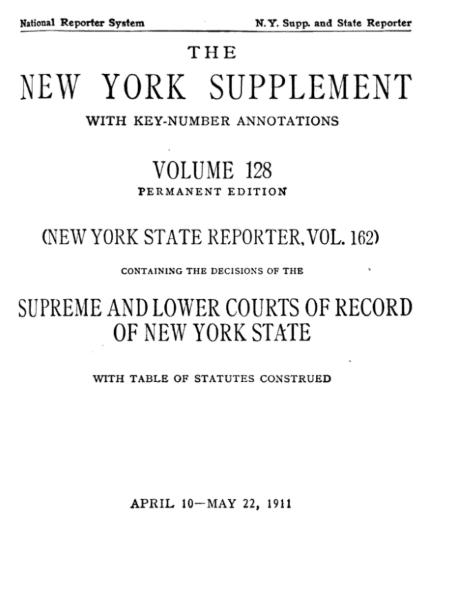 National Reporter System N. Y. Supp. and State Reporter
THE
NEW YORK SUPPLEMENT
WITH KEY-NUMBER ANNOTATIONS
VOLUME 128
PERMANENT EDITION
(NEW YORK STATE REPORTER, VOL. 162)
CONTAINING THE DECISIONS OF THE
SUPREME AND LOWER COURTS OF RECORD
OF NEW YORK STATE
WITH TABLE OF STATUTES CONSTRUED
APRIL 10—MAY 22, 1911